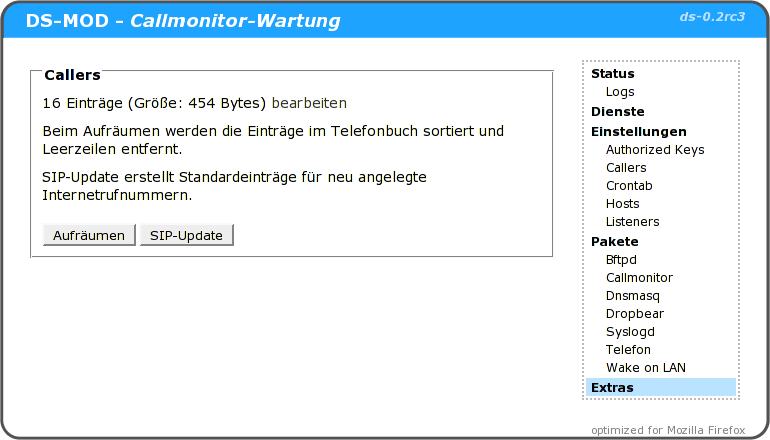 DS-MOD – Callmonitor-Wartung
ds-0.2rc3
Callers
16 Einträge (Größe: 454 Bytes) bearbeiten
Beim Aufräumen werden die Einträge im Telefonbuch sortiert und
Leerzeilen entfernt.
SIP-Update erstellt Standardeinträge für neu angelegte
Internetrufnummern.
Aufräumen SIP-Update
Status
Logs
Dienste
Einstellungen
Authorized Keys
Callers
Crontab
Hosts
Listeners
Pakete
Bftpd
Callmonitor
Dnsmasq
Dropbear
Syslogd
Telefon
Wake on LAN
Extras
optimized for Mozilla Firefox